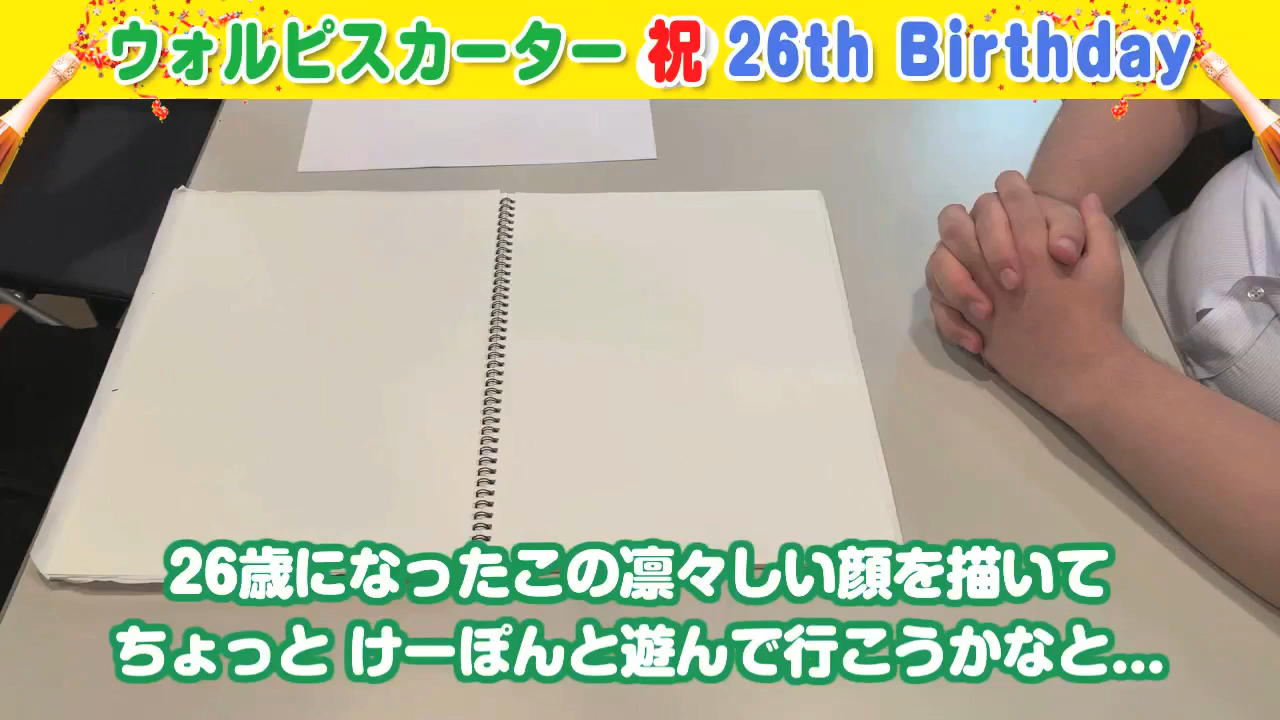 ウォルピスカーター 祝 26th Birthday
26歳になったこの凛々しい顔を描いて
ちょっと けーぽんと遊んで行こうかなと…